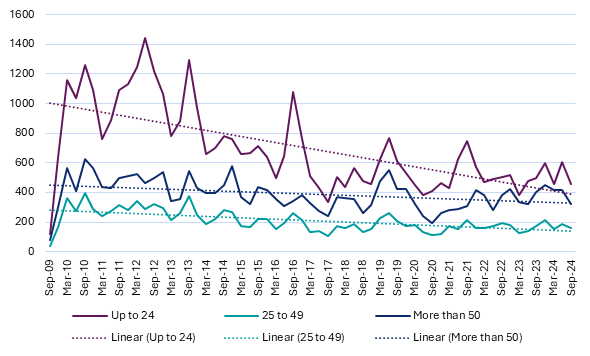 1600
1400
1200
1000
800
600
400
200
0
Sep-09
Mar-10
Sep-10
Mar-11
Sep-11
Mar-12
Sep-12
Mar-13
Sep-13
Mar-14
Sep-14
Mar-15
Sep-15
Mar-16
Sep-16
Mar-17
Sep-17
Mar-18
Sep-18
Mar-19
Sep-19
Mar-20
Sep-20
Mar-21
Sep-21
Mar-22
Sep-22
Mar-23
Sep-23
Mar-24
Sep-24
Up to 24 25 to 49 More than 50
Linear (Up to 24) Linear (25 to 49) Linear (More than 50)